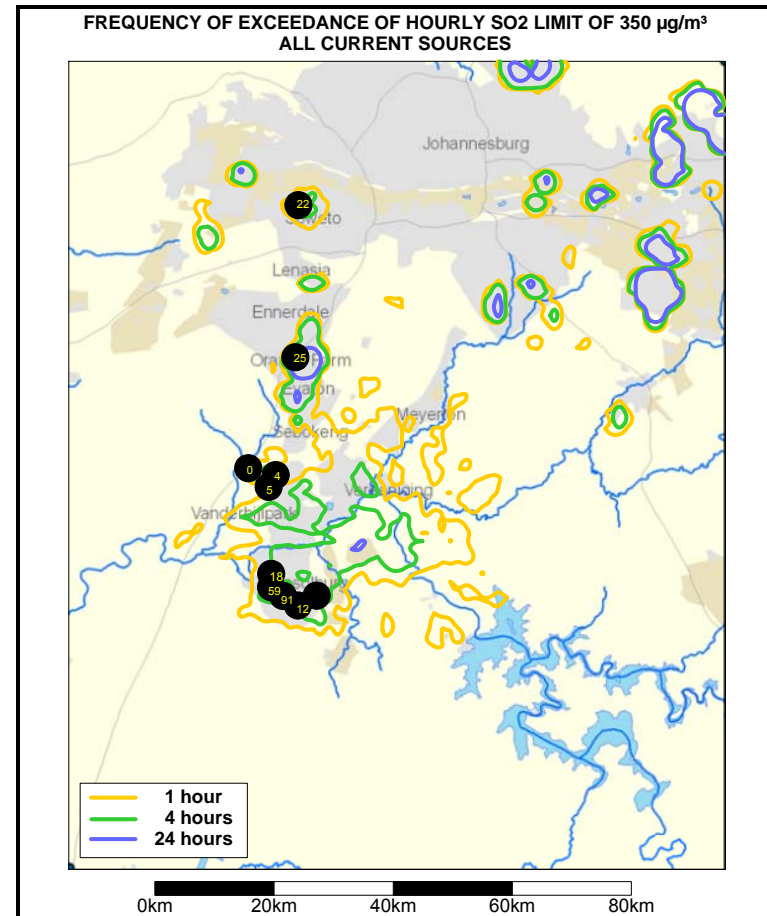 FREQUENCY OF EXCEEDANCE OF HOURLY SO2 LIMIT OF 350 µg/m³
ALL CURRENT SOURCES
Johannesburg
22
Lenasia
Ennerdale
25
Meyerton
Sebokeng
0
4
5
Vanderbijlpark
18
59
91
12
1 hour
4 hours
24 hours
0km 20km 40km 60km 80km